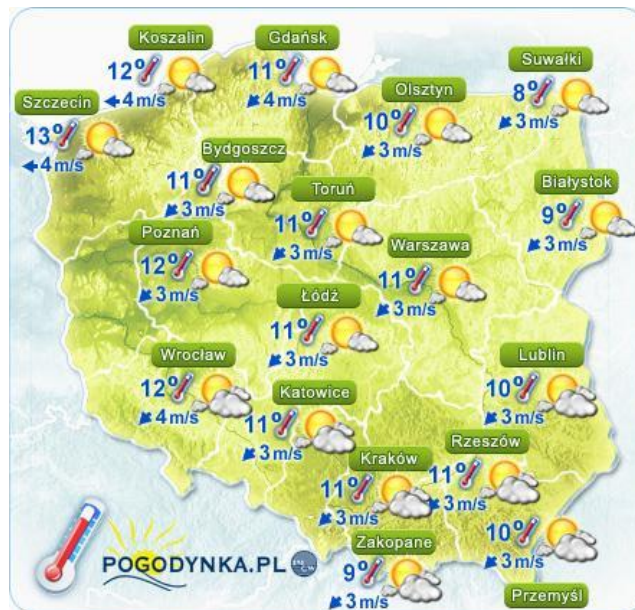 Koszalin
12°
4 m/s
Gdańsk
11°
4 m/s
Suwałki
8°
3 m/s
Szczecin
13°
4 m/s
Olsztyn
10°
3 m/s
Bydgoszcz
11°
3 m/s
Toruń
11°
3 m/s
Białystok
9°
3 m/s
Poznań
12°
3 m/s
Warszawa
11°
3 m/s
Łódź
11°
3 m/s
Wrocław
12°
4 m/s
Katowice
11°
3 m/s
Lublin
10°
3 m/s
Kraków
11°
3 m/s
Rzeszów
11°
3 m/s
Zakopane
9°
3 m/s
10°
3 m/s
Przemyśl
POGODYNKA.PL